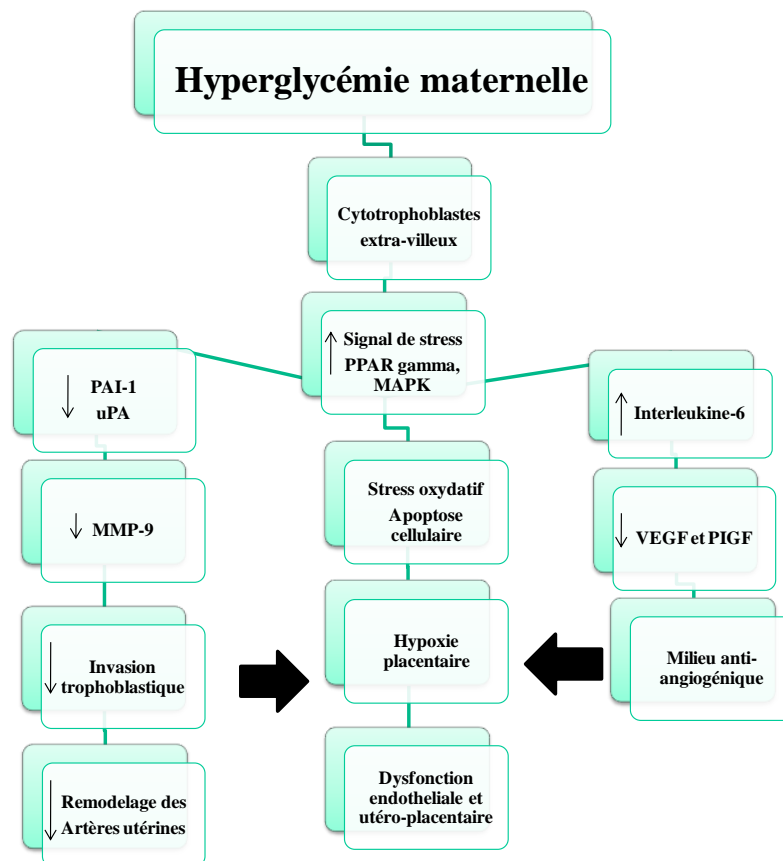 Hyperglycémie maternelle
Cytotrophoblastes
extra-villeux
Signal de stress
PPAR gamma,
MAPK
PAI-1
uPA
MMP-9
Invasion
trophoblastique
Remodelage des
Artères utérines
Stress oxydatif
Apoptose
cellulaire
Hypoxie
placentaire
Dysfonction
endotheliale et
utéro-placentaire
Interleukine-6
VEGF et PIGF
Milieu anti-
angiogénique